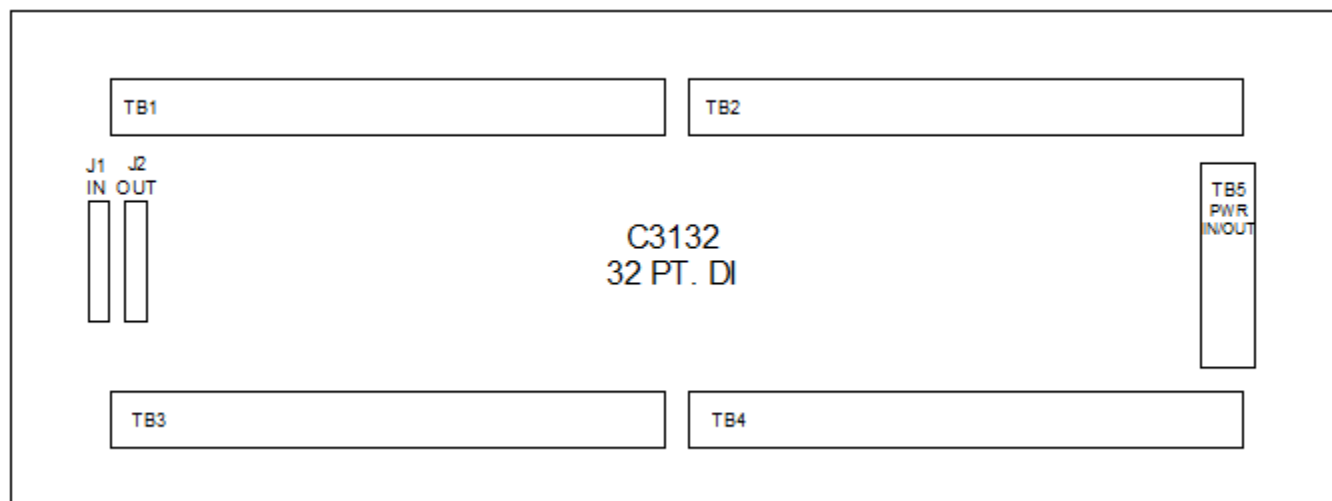 TB1
TB2
J1 J2
IN OUT
TB5
PWR
IN/OUT
C3132
32 PT. DI
TB3
TB4